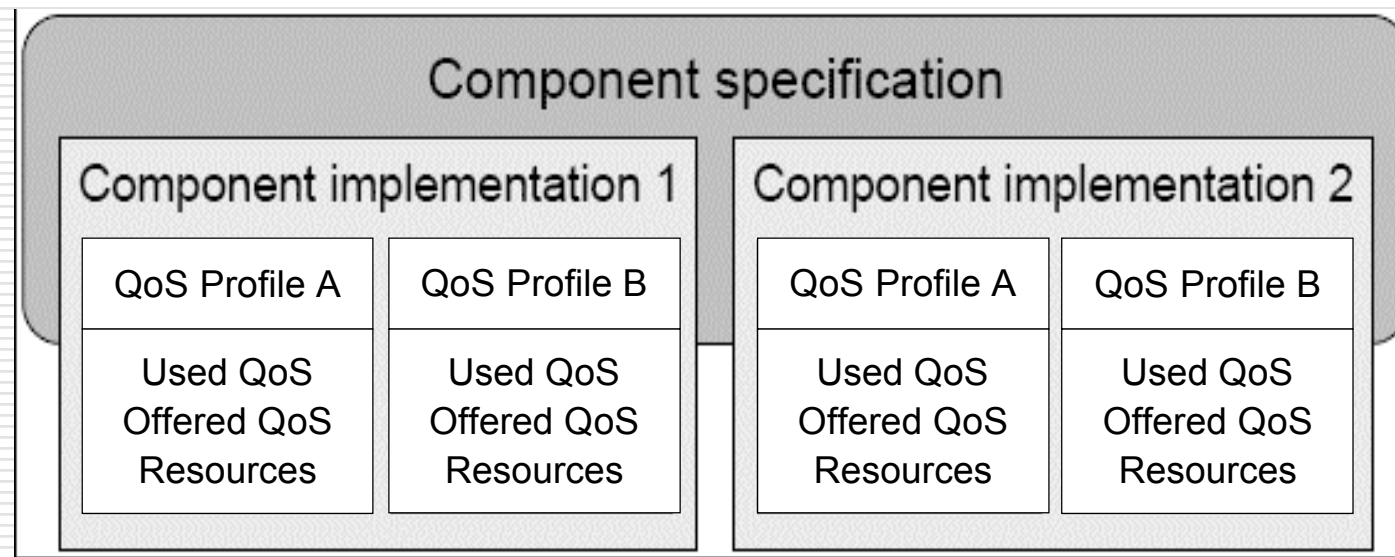 Component specification
Component implementation 1
QoS Profile A
Used QoS
Offered QoS
Resources
QoS Profile B
Used QoS
Offered QoS
Resources
Component implementation 2
QoS Profile A
Used QoS
Offered QoS
Resources
QoS Profile B
Used QoS
Offered QoS
Resources